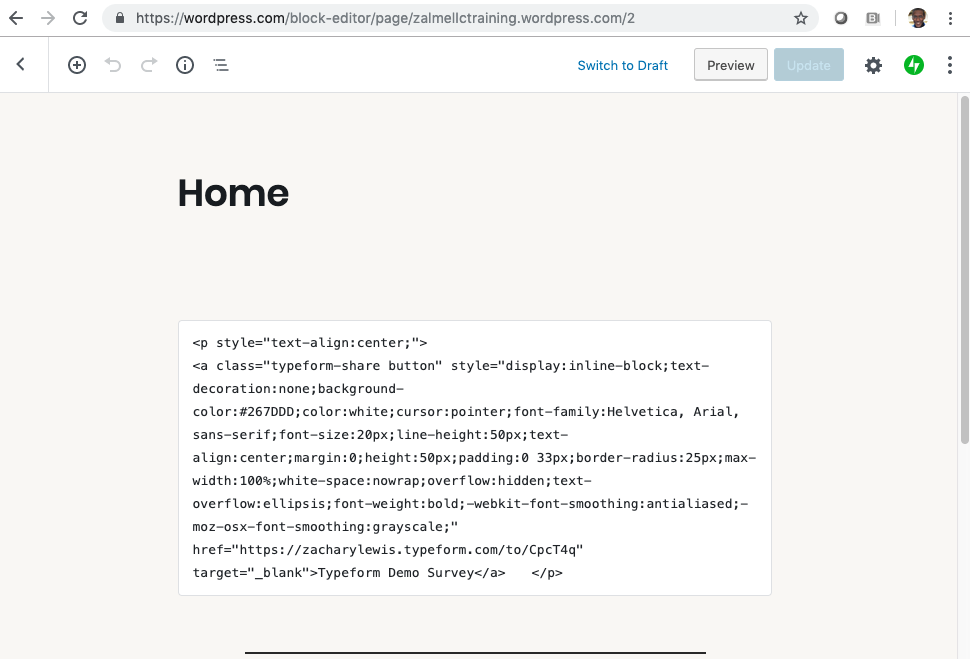 https://wordpress.com/block-editor/page/zalmellctraining.wordpress.com/2
Switch to Draft
Preview
Update
Home
<p style="text-align:center;">
<a class="typeform-share button" style="display:inline-block;text-
decoration:none;background-
color:#267DDD;color:white;cursor:pointer;font-family:Helvetica, Arial,
sans-serif;font-size:20px;line-height:50px;text-
align:center;margin:0;height:50px;padding:0 33px;border-radius:25px;max-
width:100%;white-space:nowrap;overflow:hidden;text-
overflow:ellipsis;font-weight:bold;-webkit-font-smoothing:antialiased;-
moz-osx-font-smoothing:grayscale;"
href="https://zacharylewis.typeform.com/to/CpcT4q"
target="_blank">Typeform Demo Survey</a>   </p>